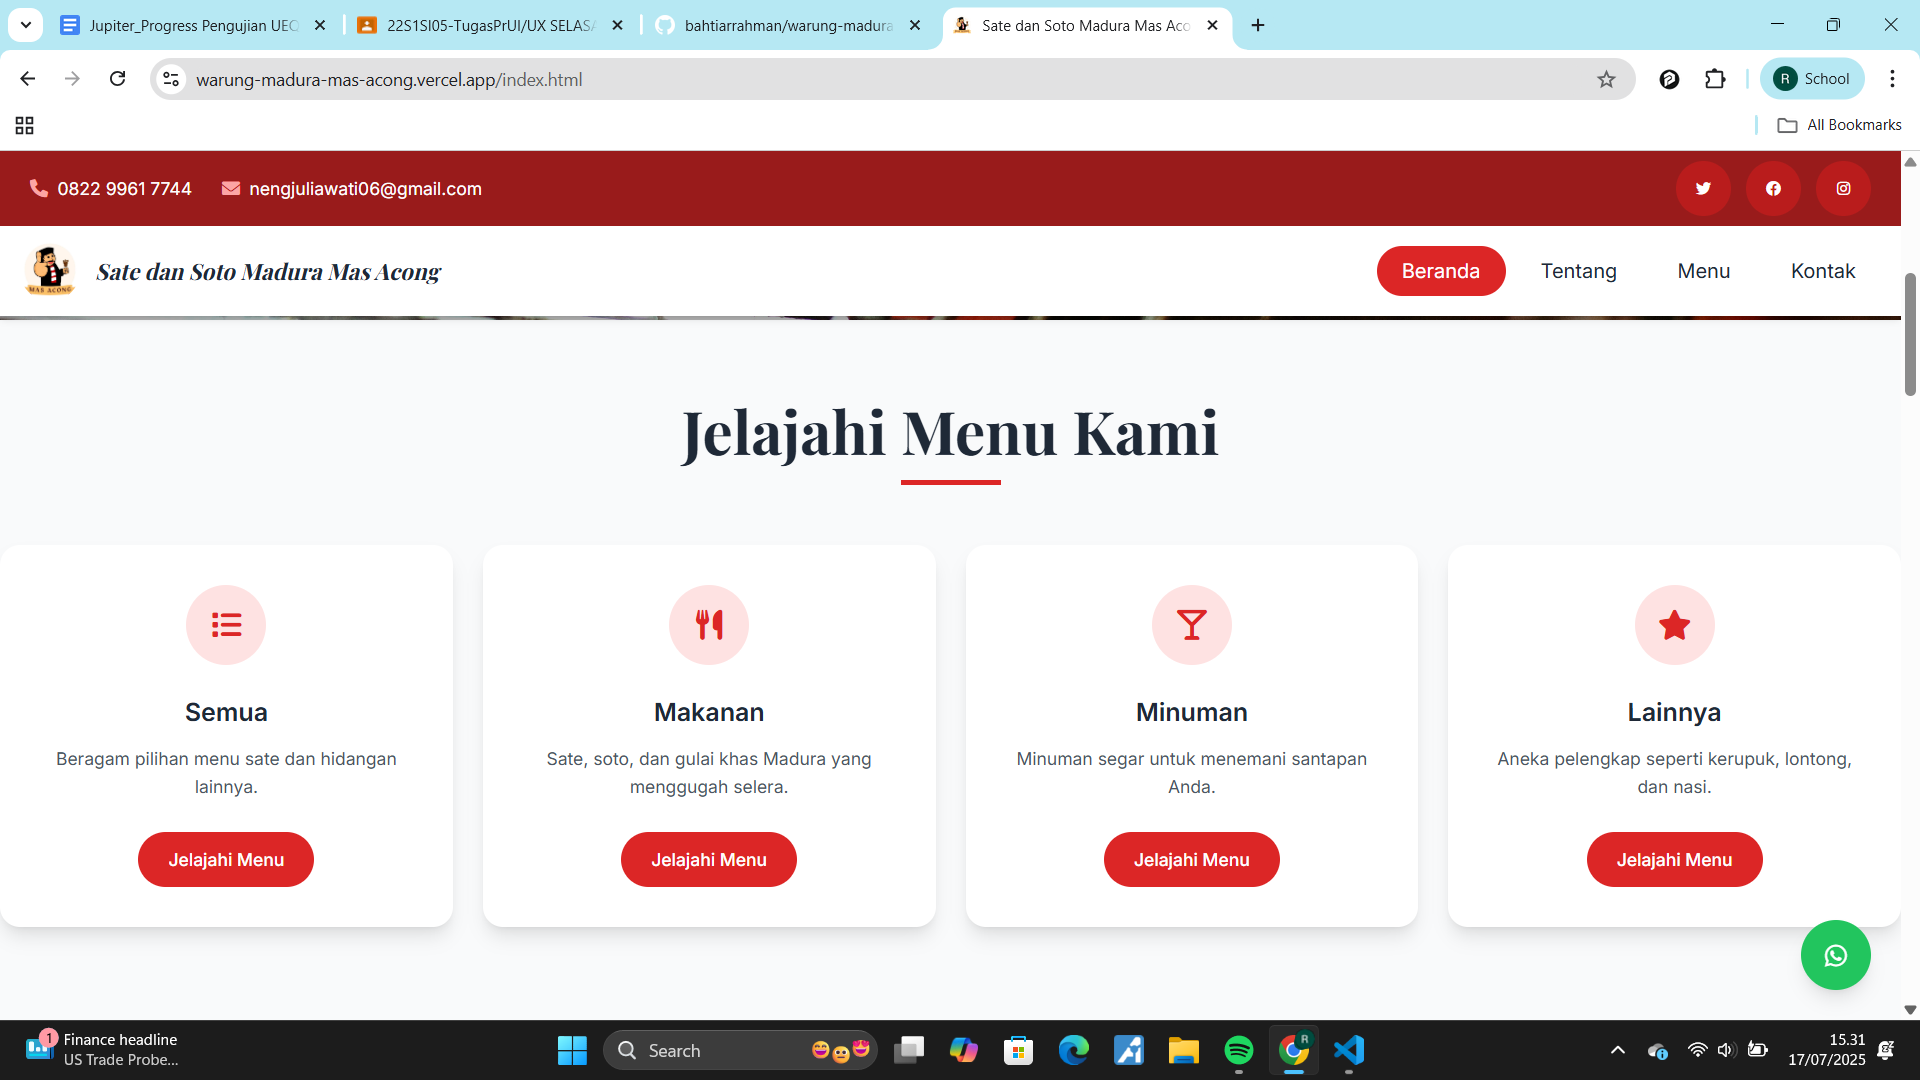 Jupiter_Progress Pengujian UEQ
22S1SI05-TugasPrUI/UX SELASA
bahtiarrahman/warung-madura
Sate dan Soto Madura Mas Aco
warung-madura-mas-acong.vercel.app/index.html
R School
All Bookmarks
0822 9961 7744
nengjuliawati06@gmail.com
MAS ACONG
Sate dan Soto Madura Mas Acong
Beranda
Tentang
Menu
Kontak
Jelajahi Menu Kami
Semua
Beragam pilihan menu sate dan hidangan
lainnya.
Jelajahi Menu
Makanan
Sate, soto, dan gulai khas Madura yang
menggugah selera.
Jelajahi Menu
Minuman
Minuman segar untuk menemani santapan
Anda.
Jelajahi Menu
Lainnya
Aneka pelengkap seperti kerupuk, lontong,
dan nasi.
Jelajahi Menu
1
Finance headline
US Trade Probe...
Search
R
15.31
17/07/2025